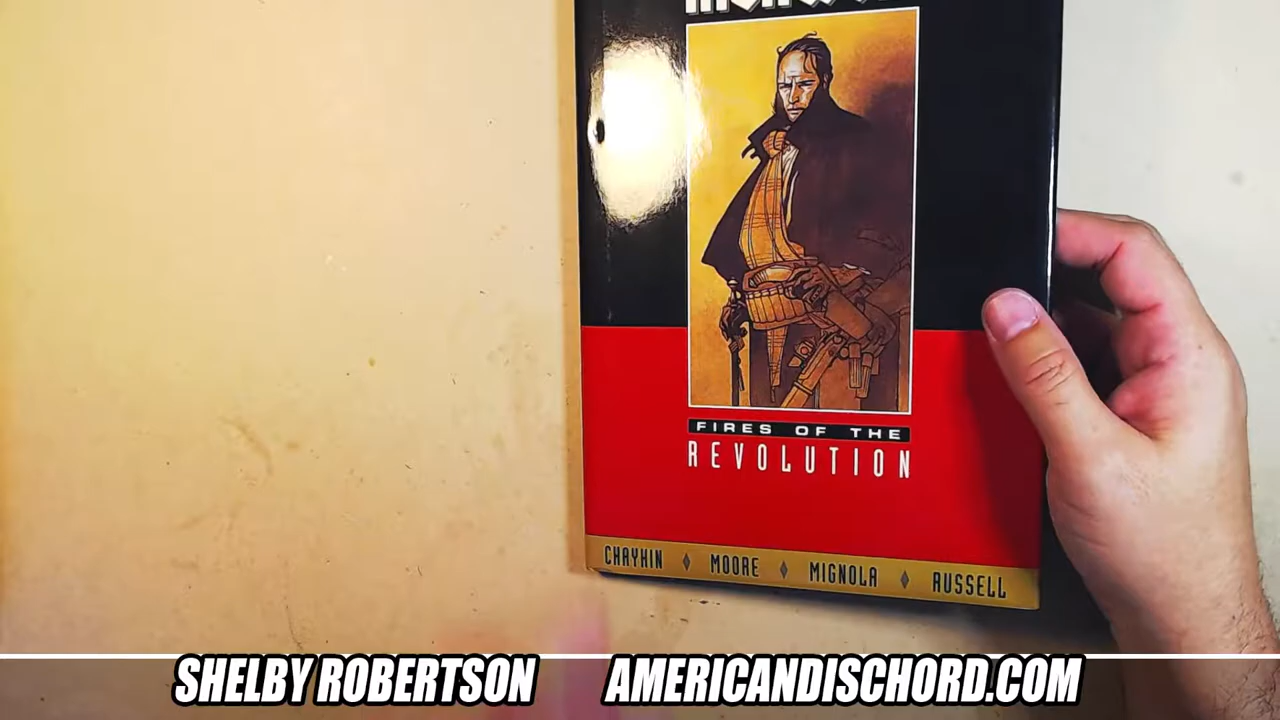 FIRES OF THE
REVOLUTION
CHAYKIN ♦ MOORE ♦ MIGNOLA ♦ RUSSELL
SHELBY ROBERTSON AMERICANDISCHORD.COM